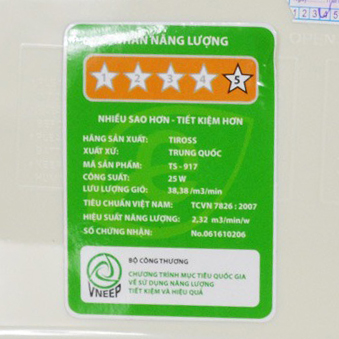 NHÃN NĂNG LƯỢNG
1 2 3 4 5
NHIỀU SAO HƠN - TIẾT KIỆM HƠN
HÃNG SẢN XUẤT: TIROSS
XUẤT XỨ: TRUNG QUỐC
MÃ SẢN PHẨM: TS - 917
CÔNG SUẤT: 25 W
LƯU LƯỢNG GIÓ: 38,38 /m3/min
TIÊU CHUẨN VIỆT NAM: TCVN 7826 : 2007
HIỆU SUẤT NĂNG LƯỢNG: 2,32 m3/min/w
SỐ CHỨNG NHẬN: No.061610206
BỘ CÔNG THƯƠNG
CHƯƠNG TRÌNH MỤC TIÊU QUỐC GIA
VỀ SỬ DỤNG NĂNG LƯỢNG
TIẾT KIỆM VÀ HIỆU QUẢ
VNEEP